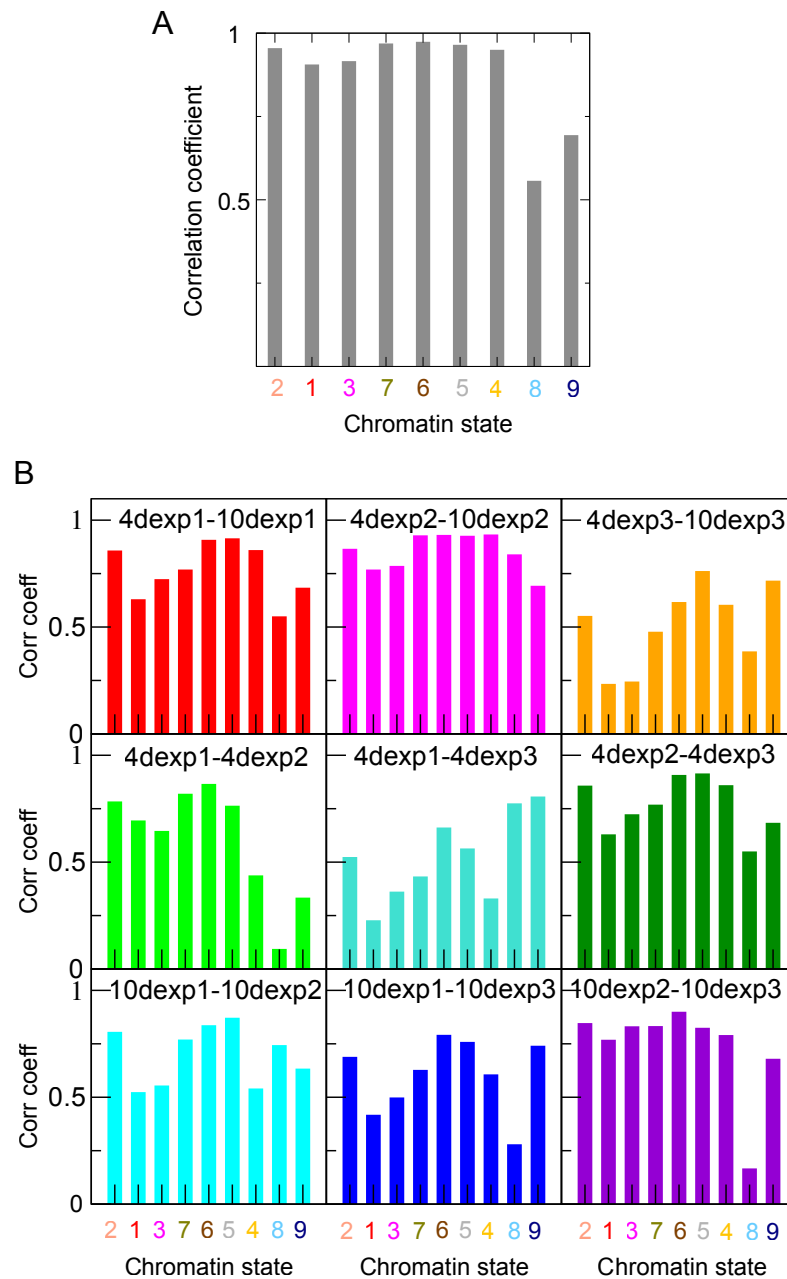 A
1
0.5
Correlation coefficient
2 1 3 7 6 5 4 8 9
Chromatin state
B
4dexp1-10dexp1
4dexp2-10dexp2
4dexp3-10dexp3
1
0.5
0
Corr coeff
4dexp1-4dexp2
4dexp1-4dexp3
4dexp2-4dexp3
1
0.5
0
Corr coeff
10dexp1-10dexp2
10dexp1-10dexp3
10dexp2-10dexp3
1
0.5
0
Corr coeff
2 1 3 7 6 5 4 8 9
2 1 3 7 6 5 4 8 9
2 1 3 7 6 5 4 8 9
Chromatin state
Chromatin state
Chromatin state